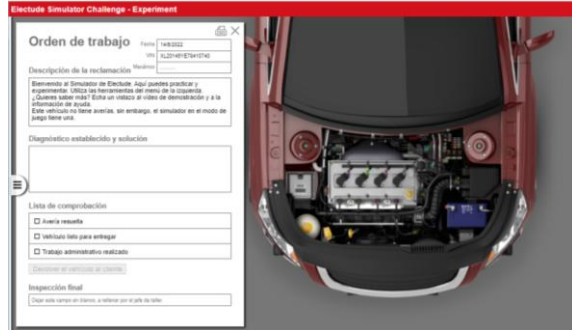 Electude Simulator Challenge - Experiment
Orden de trabajo
Fecha 14/6/2022
VIN
Mecánico
Descripción de la reclamación
Bienvenido al Simulador de Electude. Aquí puedes practicar y
experimentar. Utiliza las herramientas del menú de la izquierda.
¿Quieres saber más? Echa un vistazo al vídeo de demostración y a la
información de ayuda.
Este vehículo no tiene averías, sin embargo, el simulador en el modo de
juego tiene una.
Diagnóstico establecido y solución
Lista de comprobación
Avería resuelta
Vehículo listo para entregar
Trabajo administrativo realizado
Devolver el vehículo al cliente
Inspección final
Dejar este campo en blanco, a rellenar por el jefe de taller.